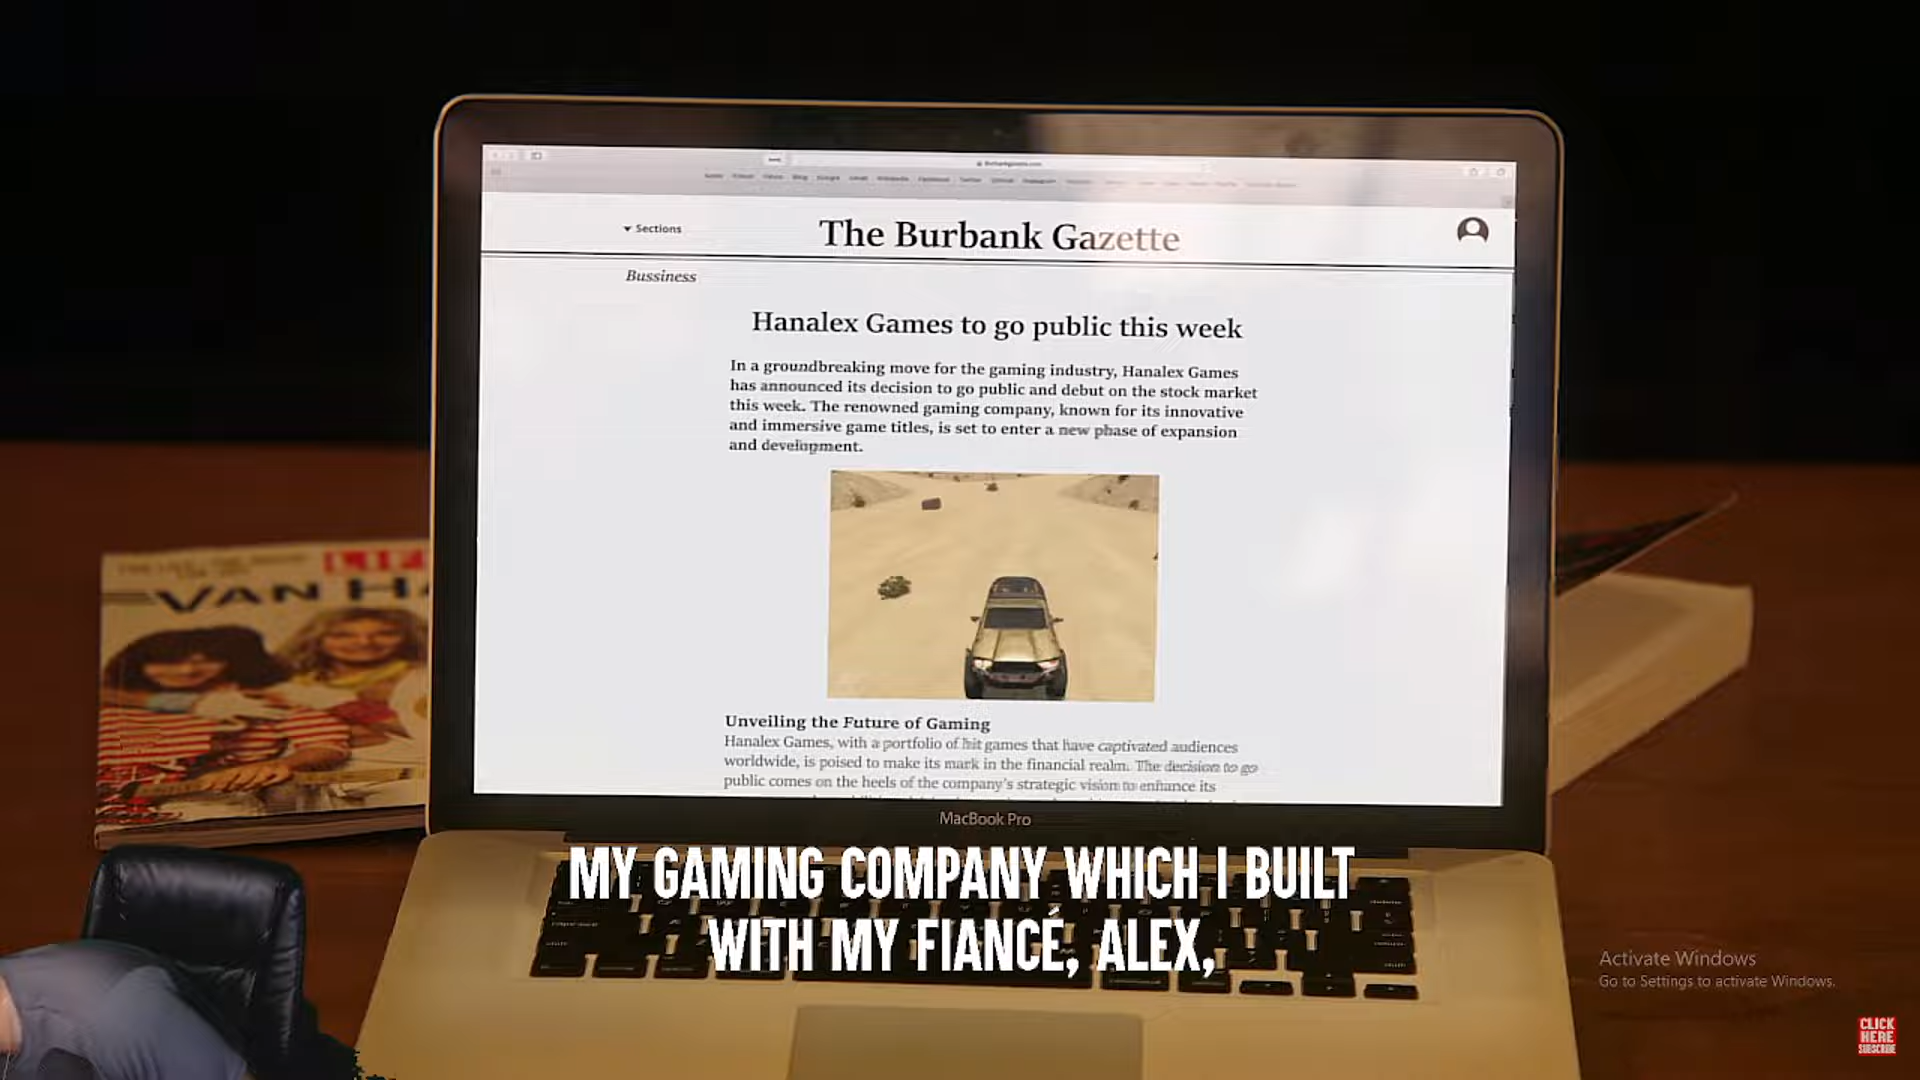 ▾ Sections
The Burbank Gazette
Bussiness
Hanalex Games to go public this week
In a groundbreaking move for the gaming industry, Hanalex Games
has announced its decision to go public and debut on the stock market
this week. The renowned gaming company, known for its innovative
and immersive game titles, is set to enter a new phase of expansion
and development.
Unveiling the Future of Gaming
Hanalex Games, with a portfolio of hit games that have captivated audiences
worldwide, is poised to make its mark in the financial realm. The decision to go
public comes on the heels of the company's strategic vision to enhance its
VAN HA
MacBook Pro
MY GAMING COMPANY WHICH I BUILT
WITH MY FIANCÉ, ALEX,
Activate Windows
Go to Settings to activate Windows.
CLICK
HERE
SUBSCRIBE